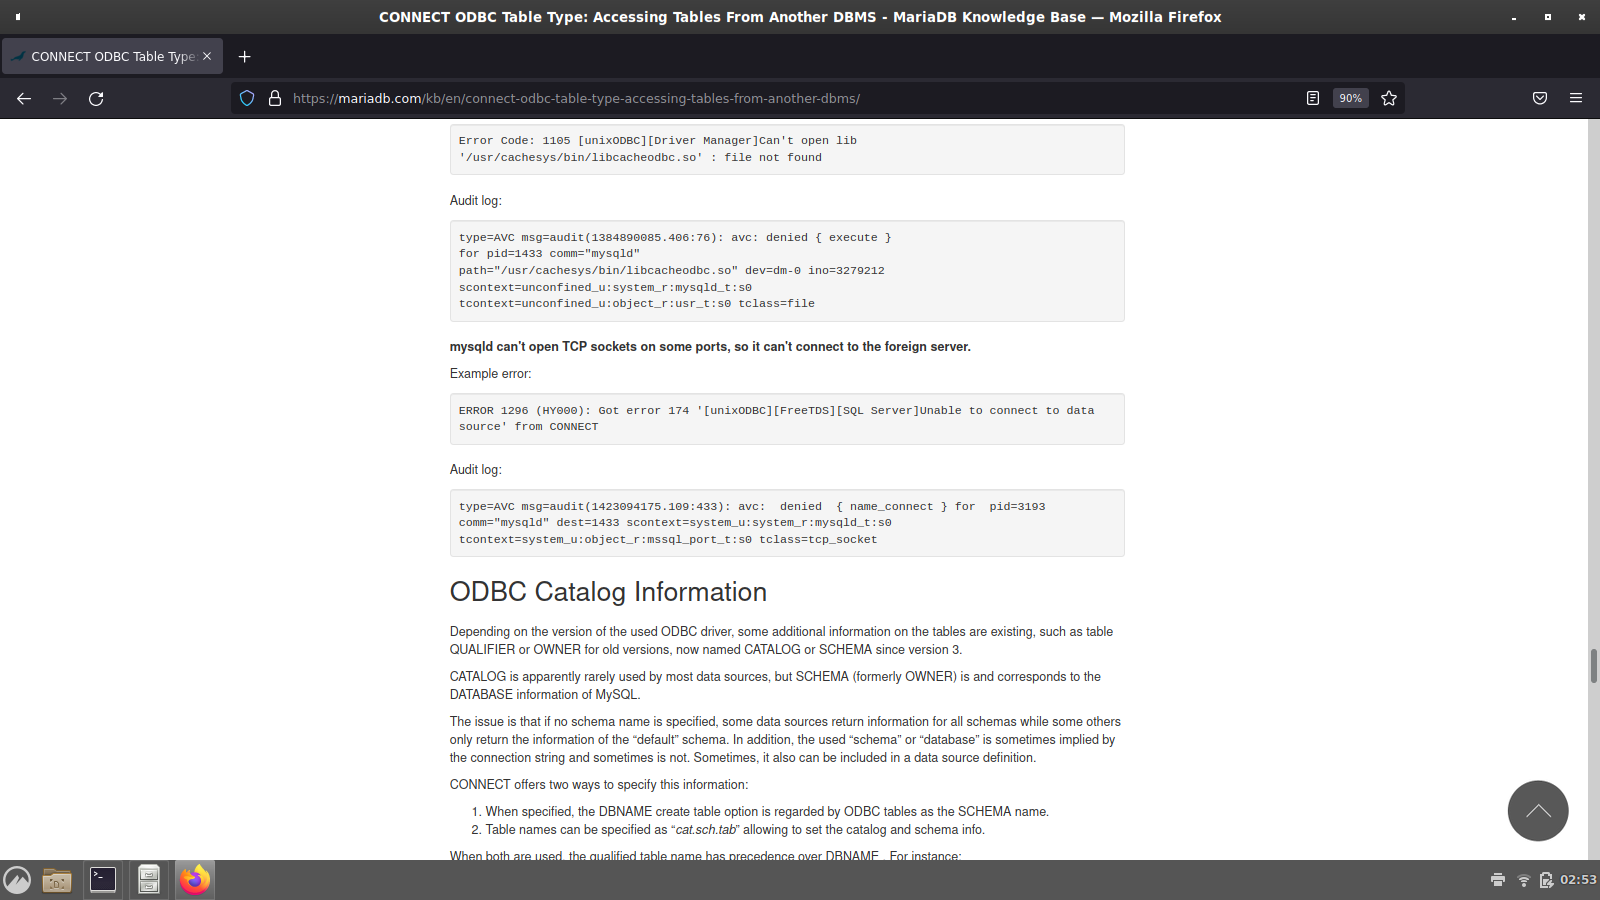 CONNECT ODBC Table Type: Accessing Tables From Another DBMS - MariaDB Knowledge Base — Mozilla Firefox
CONNECT ODBC Table Type:
https://mariadb.com/kb/en/connect-odbc-table-type-accessing-tables-from-another-dbms/
90%
Error Code: 1105 [unixODBC][Driver Manager]Can't open lib
'/usr/cachesys/bin/libcacheodbc.so' : file not found
Audit log:
type=AVC msg=audit(1384890085.406:76): avc: denied { execute }
for pid=1433 comm="mysqld"
path="/usr/cachesys/bin/libcacheodbc.so" dev=dm-0 ino=3279212
scontext=unconfined_u:system_r:mysqld_t:s0
tcontext=unconfined_u:object_r:usr_t:s0 tclass=file
mysqld can't open TCP sockets on some ports, so it can't connect to the foreign server.
Example error:
ERROR 1296 (HY000): Got error 174 '[unixODBC][FreeTDS][SQL Server]Unable to connect to data
source' from CONNECT
Audit log:
type=AVC msg=audit(1423094175.109:433): avc:  denied  { name_connect } for  pid=3193
comm="mysqld" dest=1433 scontext=system_u:system_r:mysqld_t:s0
tcontext=system_u:object_r:mssql_port_t:s0 tclass=tcp_socket
ODBC Catalog Information
Depending on the version of the used ODBC driver, some additional information on the tables are existing, such as table
QUALIFIER or OWNER for old versions, now named CATALOG or SCHEMA since version 3.
CATALOG is apparently rarely used by most data sources, but SCHEMA (formerly OWNER) is and corresponds to the
DATABASE information of MySQL.
The issue is that if no schema name is specified, some data sources return information for all schemas while some others
only return the information of the “default” schema. In addition, the used “schema” or “database” is sometimes implied by
the connection string and sometimes is not. Sometimes, it also can be included in a data source definition.
CONNECT offers two ways to specify this information:
1. When specified, the DBNAME create table option is regarded by ODBC tables as the SCHEMA name.
2. Table names can be specified as “cat.sch.tab” allowing to set the catalog and schema info.
When both are used, the qualified table name has precedence over DBNAME . For instance:
02:53